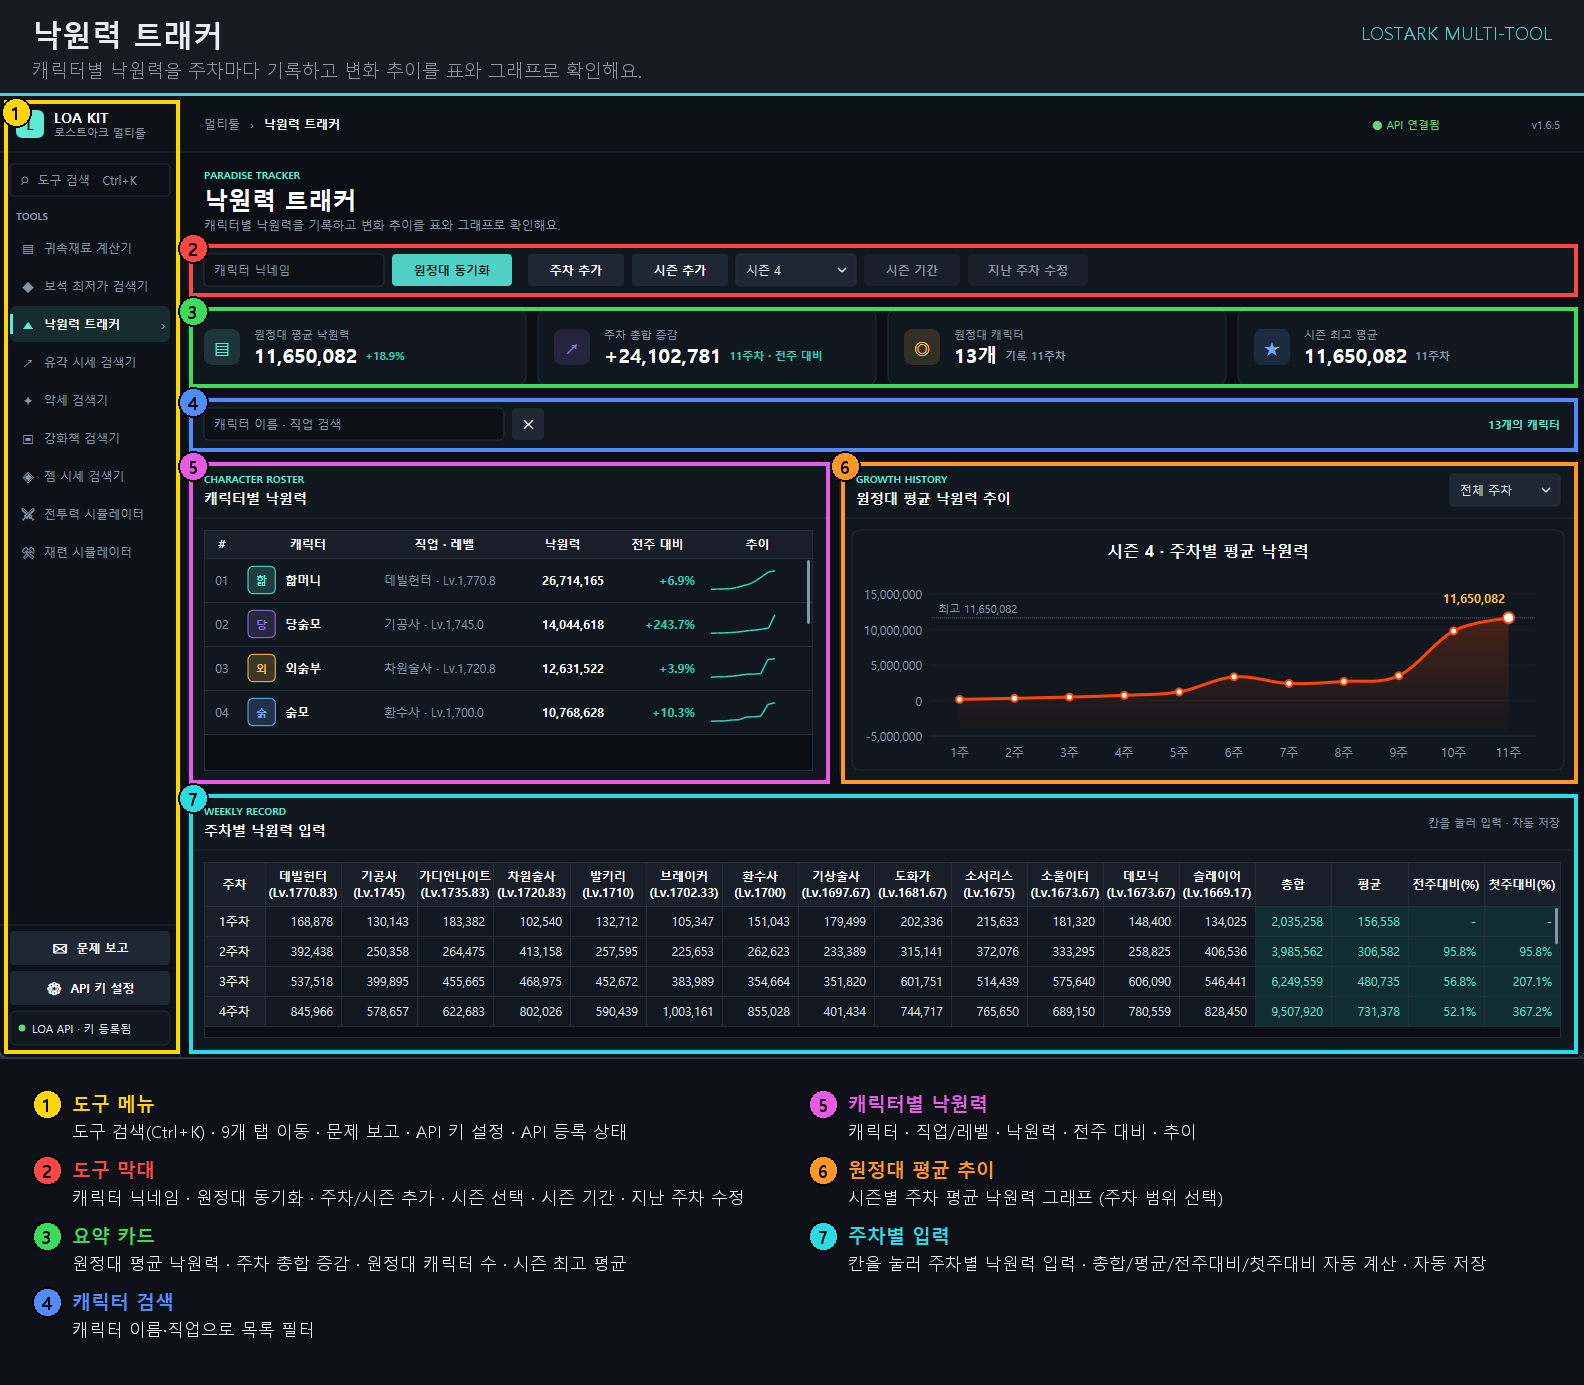 낙원력 트래커
LOSTARK MULTI-TOOL
캐릭터별 낙원력을 주차마다 기록하고 변화 추이를 표와 그래프로 확인해요.
1
L
LOA KIT
로스트아크 멀티툴
도구 검색 Ctrl+K
TOOLS
귀속재료 계산기
보석 최저가 검색기
낙원력 트래커 ›
유각 시세 검색기
악세 검색기
강화책 검색기
젬 시세 검색기
전투력 시뮬레이터
재련 시뮬레이터
문제 보고
API 키 설정
LOA API · 키 등록됨
멀티툴 › 낙원력 트래커
API 연결됨
v1.6.5
PARADISE TRACKER
낙원력 트래커
캐릭터별 낙원력을 기록하고 변화 추이를 표와 그래프로 확인해요.
2
캐릭터 닉네임 원정대 동기화 주차 추가 시즌 추가 시즌 4 시즌 기간 지난 주차 수정
3
원정대 평균 낙원력
11,650,082 +18.9%
주차 총합 증감
+24,102,781 11주차 · 전주 대비
원정대 캐릭터
13개 기록 11주차
시즌 최고 평균
11,650,082 11주차
4
캐릭터 이름 · 직업 검색 ✕
13개의 캐릭터
5
CHARACTER ROSTER
캐릭터별 낙원력
# 캐릭터 직업 · 레벨 낙원력 전주 대비 추이
01 핥 핥머니 데빌헌터 · Lv.1,770.8 26,714,165 +6.9%
02 당 당숨모 기공사 · Lv.1,745.0 14,044,618 +243.7%
03 외 외숨부 차원술사 · Lv.1,720.8 12,631,522 +3.9%
04 숨 숨모 환수사 · Lv.1,700.0 10,768,628 +10.3%
6
GROWTH HISTORY
원정대 평균 낙원력 추이
전체 주차
시즌 4 · 주차별 평균 낙원력
15,000,000
10,000,000
5,000,000
0
-5,000,000
최고 11,650,082
11,650,082
1주 2주 3주 4주 5주 6주 7주 8주 9주 10주 11주
7
WEEKLY RECORD
주차별 낙원력 입력
칸을 눌러 입력 · 자동 저장
주차 데빌헌터 기공사 가디언나이트 차원술사 발키리 브레이커 환수사 기상술사 도화가 소서리스 소울이터 데모닉 슬레이어 총합 평균 전주대비(%) 첫주대비(%)
(Lv.1770.83) (Lv.1745) (Lv.1735.83) (Lv.1720.83) (Lv.1710) (Lv.1702.33) (Lv.1700) (Lv.1697.67) (Lv.1681.67) (Lv.1675) (Lv.1673.67) (Lv.1673.67) (Lv.1669.17)
1주차 168,878 130,143 183,382 102,540 132,712 105,347 151,043 179,499 202,336 215,633 181,320 148,400 134,025 2,035,258 156,558 - -
2주차 392,438 250,358 264,475 413,158 257,595 225,653 262,623 233,389 315,141 372,076 333,295 258,825 406,536 3,985,562 306,582 95.8% 95.8%
3주차 537,518 399,895 455,665 468,975 452,672 383,989 354,664 351,820 601,751 514,439 575,640 606,090 546,441 6,249,559 480,735 56.8% 207.1%
4주차 845,966 578,657 622,683 802,026 590,439 1,003,161 855,028 401,434 744,717 765,650 689,150 780,559 828,450 9,507,920 731,378 52.1% 367.2%
1 도구 메뉴
도구 검색(Ctrl+K) · 9개 탭 이동 · 문제 보고 · API 키 설정 · API 등록 상태
2 도구 막대
캐릭터 닉네임 · 원정대 동기화 · 주차/시즌 추가 · 시즌 선택 · 시즌 기간 · 지난 주차 수정
3 요약 카드
원정대 평균 낙원력 · 주차 총합 증감 · 원정대 캐릭터 수 · 시즌 최고 평균
4 캐릭터 검색
캐릭터 이름·직업으로 목록 필터
5 캐릭터별 낙원력
캐릭터 · 직업/레벨 · 낙원력 · 전주 대비 · 추이
6 원정대 평균 추이
시즌별 주차 평균 낙원력 그래프 (주차 범위 선택)
7 주차별 입력
칸을 눌러 주차별 낙원력 입력 · 총합/평균/전주대비/첫주대비 자동 계산 · 자동 저장